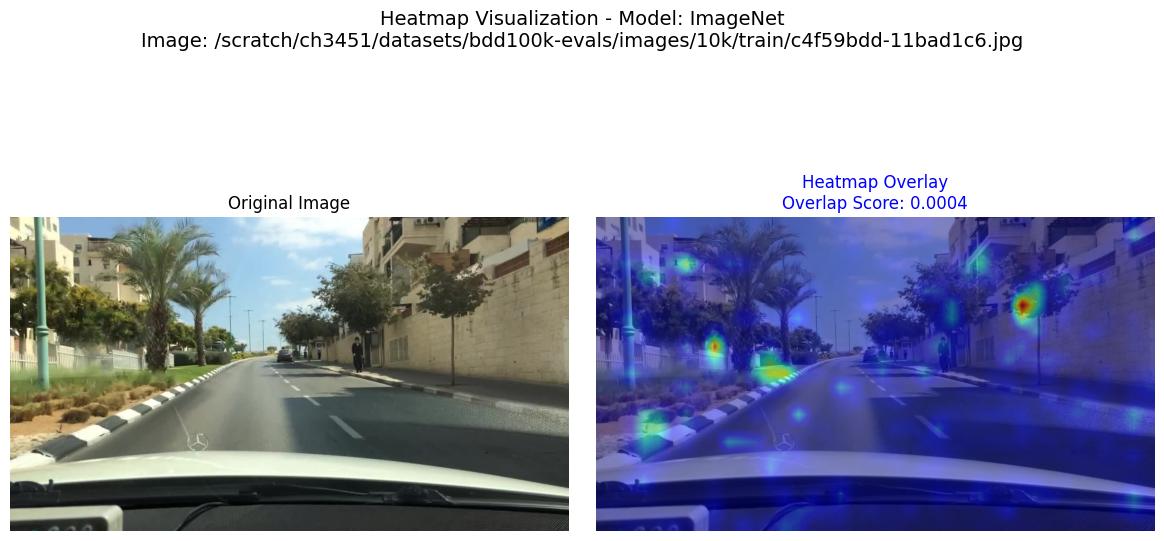 Heatmap Visualization - Model: ImageNet
Image: /scratch/ch3451/datasets/bdd100k-evals/images/10k/train/c4f59bdd-11bad1c6.jpg
Original Image
Heatmap Overlay
Overlap Score: 0.0004